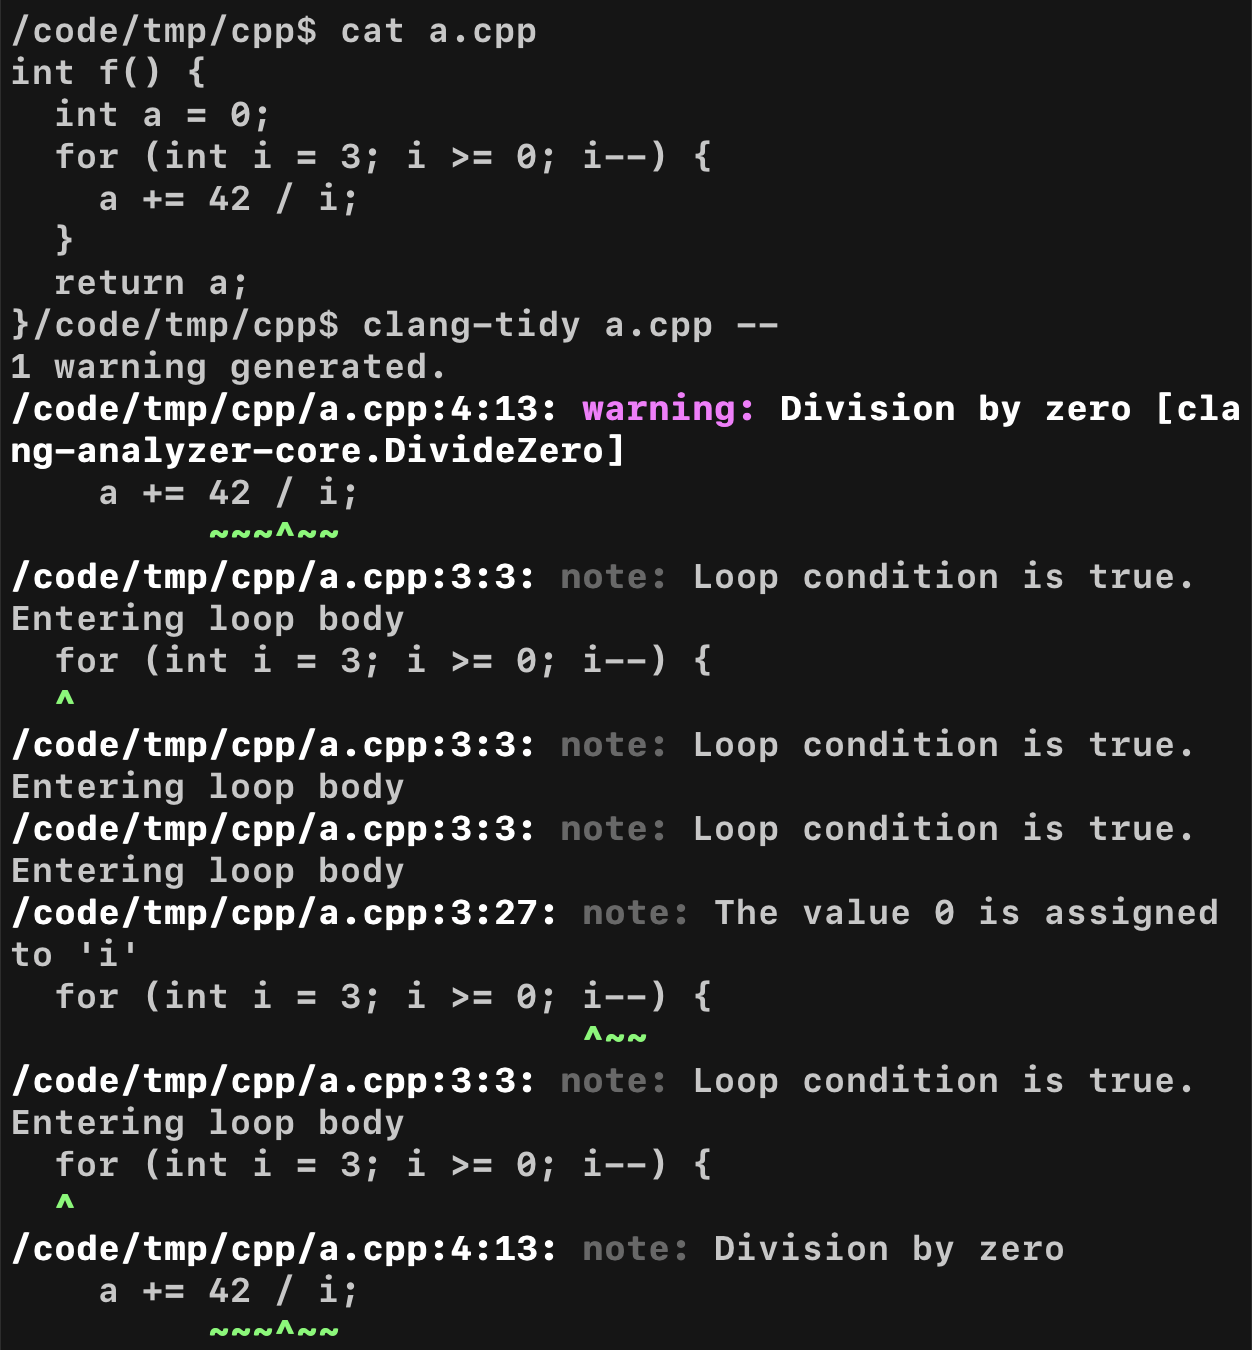 /code/tmp/cpp$ cat a.cpp
int f() {
  int a = 0;
  for (int i = 3; i >= 0; i--) {
    a += 42 / i;
  }
  return a;
}/code/tmp/cpp$ clang-tidy a.cpp --
1 warning generated.
/code/tmp/cpp/a.cpp:4:13: warning: Division by zero [cla
ng-analyzer-core.DivideZero]
    a += 42 / i;
         ~~~^~~
/code/tmp/cpp/a.cpp:3:3: note: Loop condition is true.
Entering loop body
  for (int i = 3; i >= 0; i--) {
  ^
/code/tmp/cpp/a.cpp:3:3: note: Loop condition is true.
Entering loop body
/code/tmp/cpp/a.cpp:3:3: note: Loop condition is true.
Entering loop body
/code/tmp/cpp/a.cpp:3:27: note: The value 0 is assigned
to 'i'
  for (int i = 3; i >= 0; i--) {
                          ^~~
/code/tmp/cpp/a.cpp:3:3: note: Loop condition is true.
Entering loop body
  for (int i = 3; i >= 0; i--) {
  ^
/code/tmp/cpp/a.cpp:4:13: note: Division by zero
    a += 42 / i;
         ~~~^~~